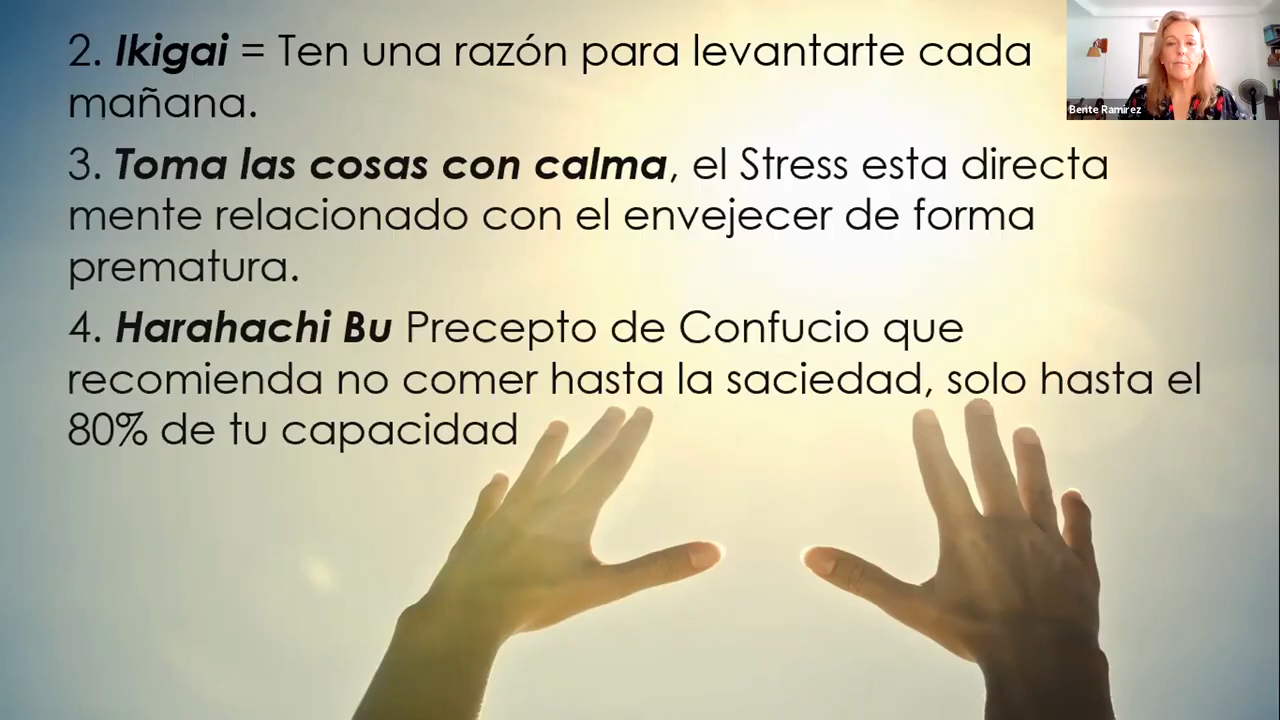 2. Ikigai = Ten una razón para levantarte cada
mañana.
3. Toma las cosas con calma, el Stress esta directa
mente relacionado con el envejecer de forma
prematura.
4. Harahachi Bu Precepto de Confucio que
recomienda no comer hasta la saciedad, solo hasta el
80% de tu capacidad
Bente Ramirez